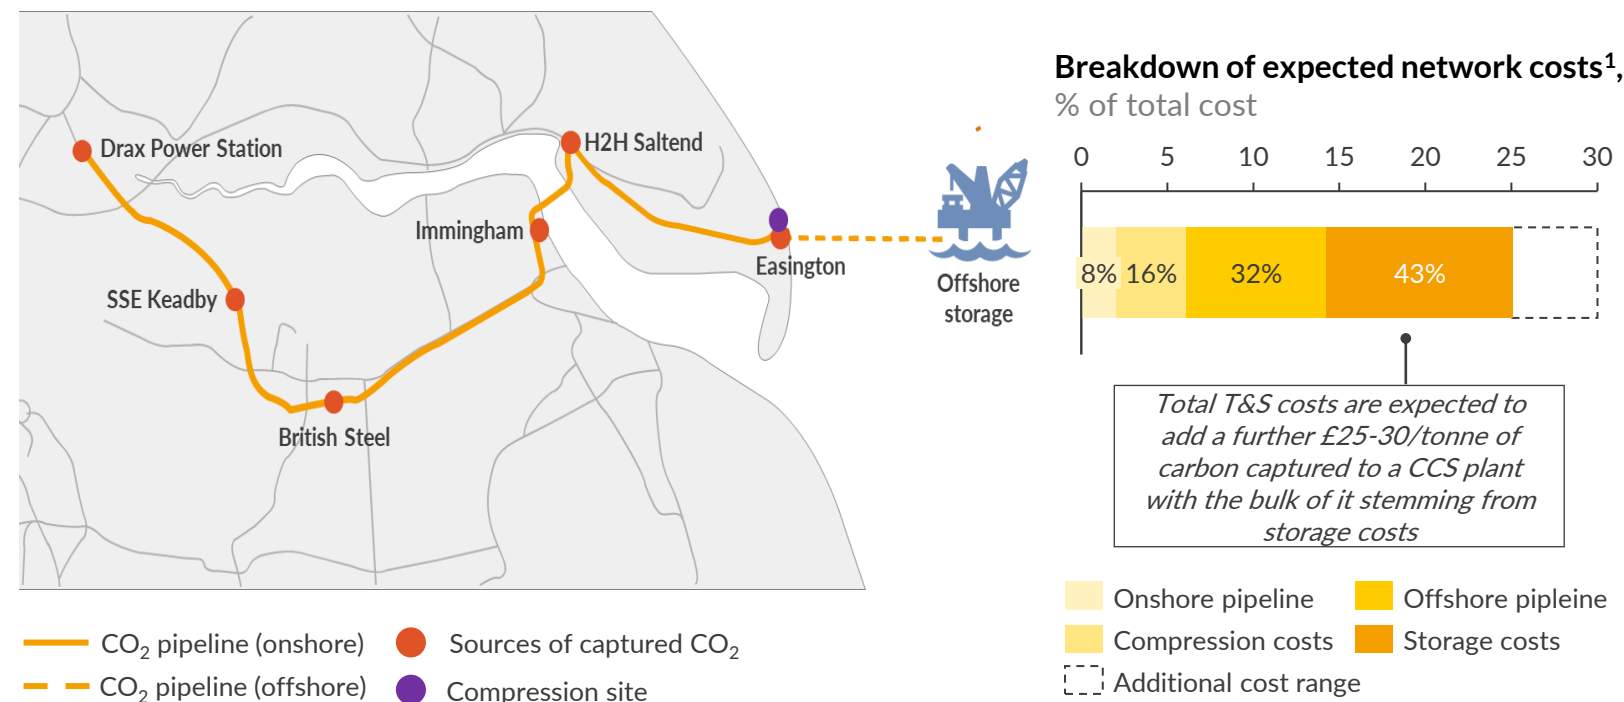 Breakdown of expected network costs¹,
% of total cost
0 5 10 15 20 25 30
8% 16% 32% 43%
Total T&S costs are expected to
add a further £25-30/tonne of
carbon captured to a CCS plant
with the bulk of it stemming from
storage costs
Onshore pipeline
Offshore pipleine
Compression costs
Storage costs
Additional cost range
Drax Power Station
H2H Saltend
Immingham
Easington
SSE Keadby
British Steel
Offshore
storage
CO₂ pipeline (onshore)
Sources of captured CO₂
CO₂ pipeline (offshore)
Compression site